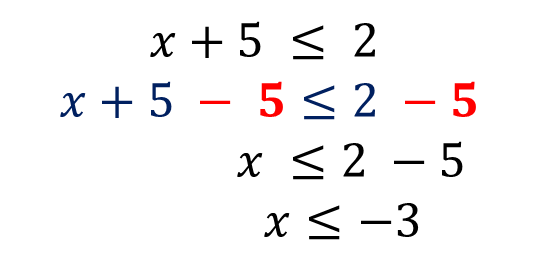 x + 5 ≤ 2
x + 5 − 5 ≤ 2 − 5
x ≤ 2 − 5
x ≤ −3